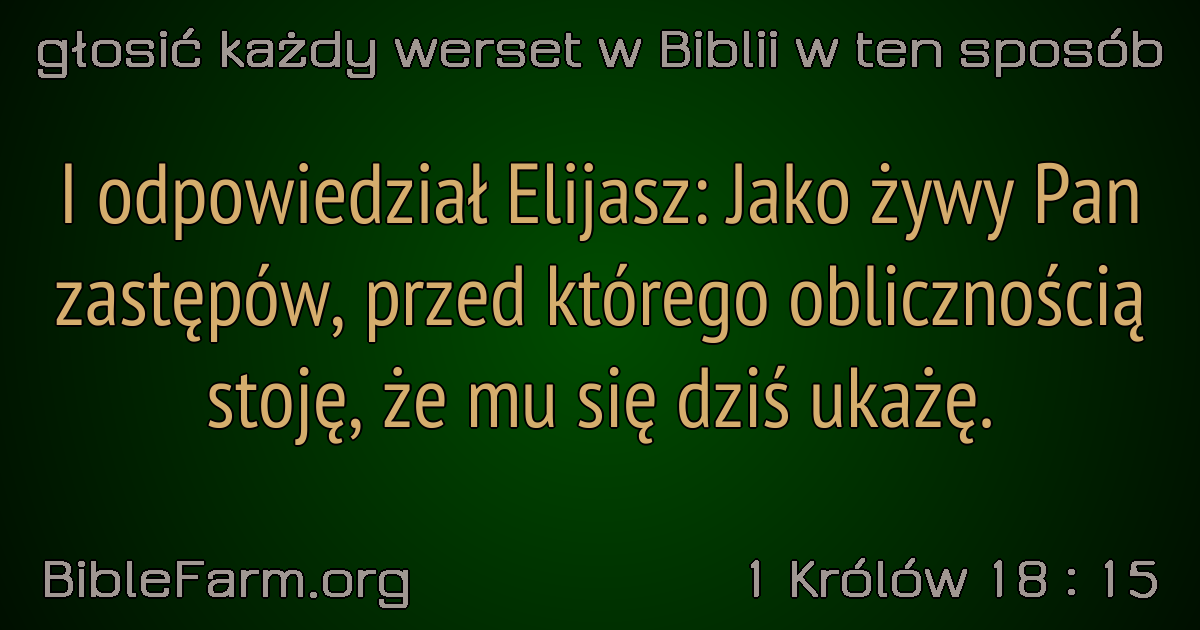 głosić każdy werset w Biblii w ten sposób
I odpowiedział Elijasz: Jako żywy Pan
zastępów, przed którego oblicznością
stoję, że mu się dziś ukażę.
BibleFarm.org
1 Królów 18 : 15